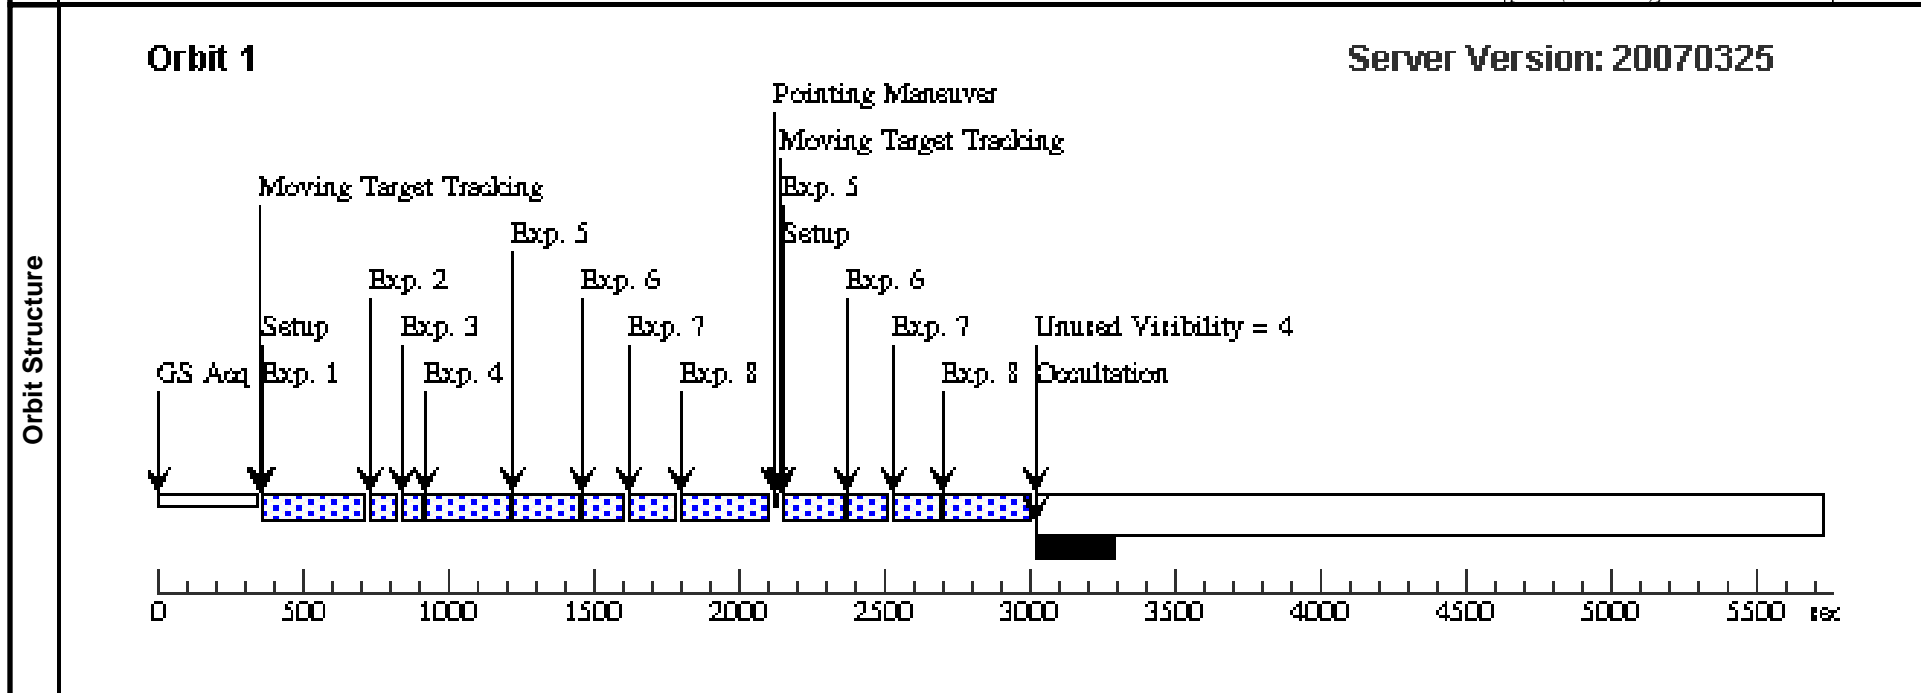 Orbit 1
Server Version: 20070325
Pointing Maneuver
Moving Target Tracking
Moving Target Tracking
Exp. 5
Exp. 5
Setup
Exp. 2
Exp. 6
Exp. 6
Setup
Exp. 3
Exp. 7
Exp. 7
Unused Visibility = 4
GS Acq
Exp. 1
Exp. 4
Exp. 8
Exp. 8
Occultation
Orbit Structure
0 500 1000 1500 2000 2500 3000 3500 4000 4500 5000 5500 sec